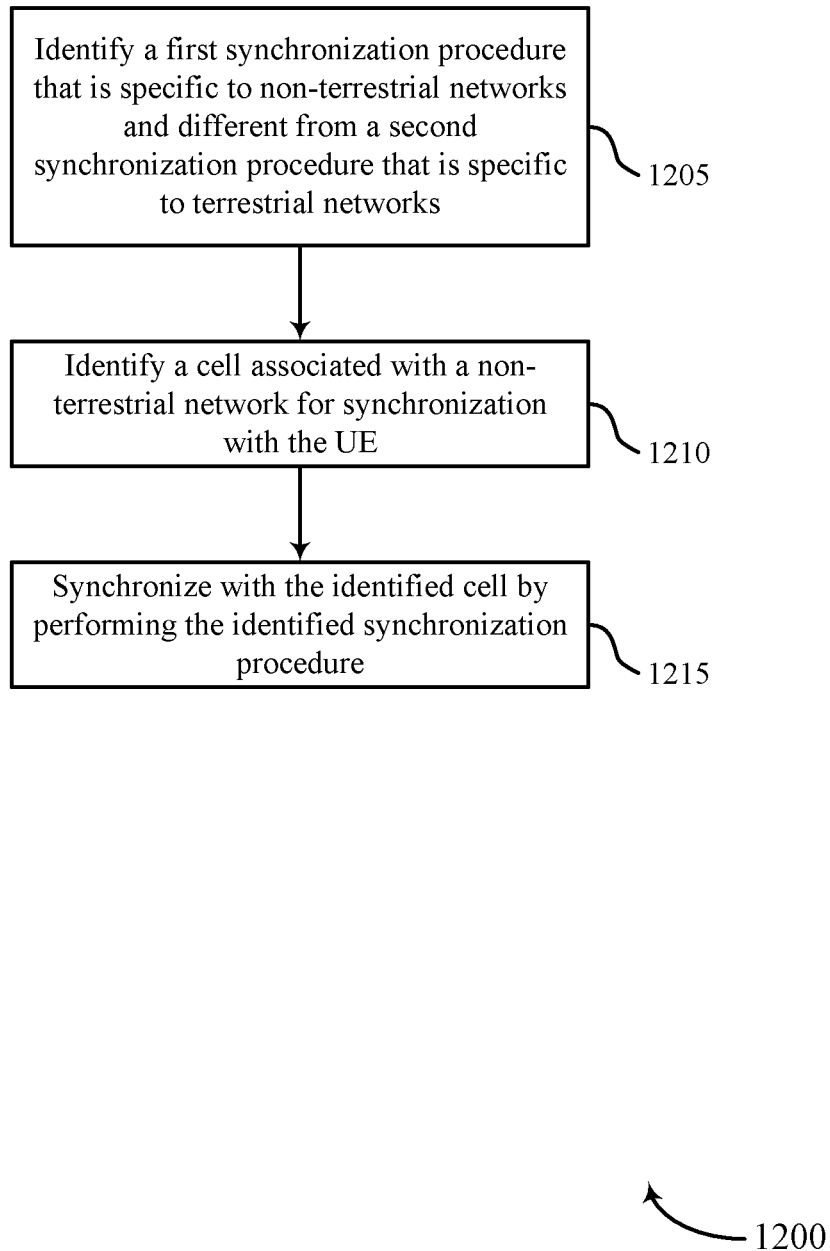 Identify a first synchronization procedure
that is specific to non-terrestrial networks
and different from a second
synchronization procedure that is specific
to terrestrial networks
1205
Identify a cell associated with a non-
terrestrial network for synchronization
with the UE
1210
Synchronize with the identified cell by
performing the identified synchronization
procedure
1215
1200